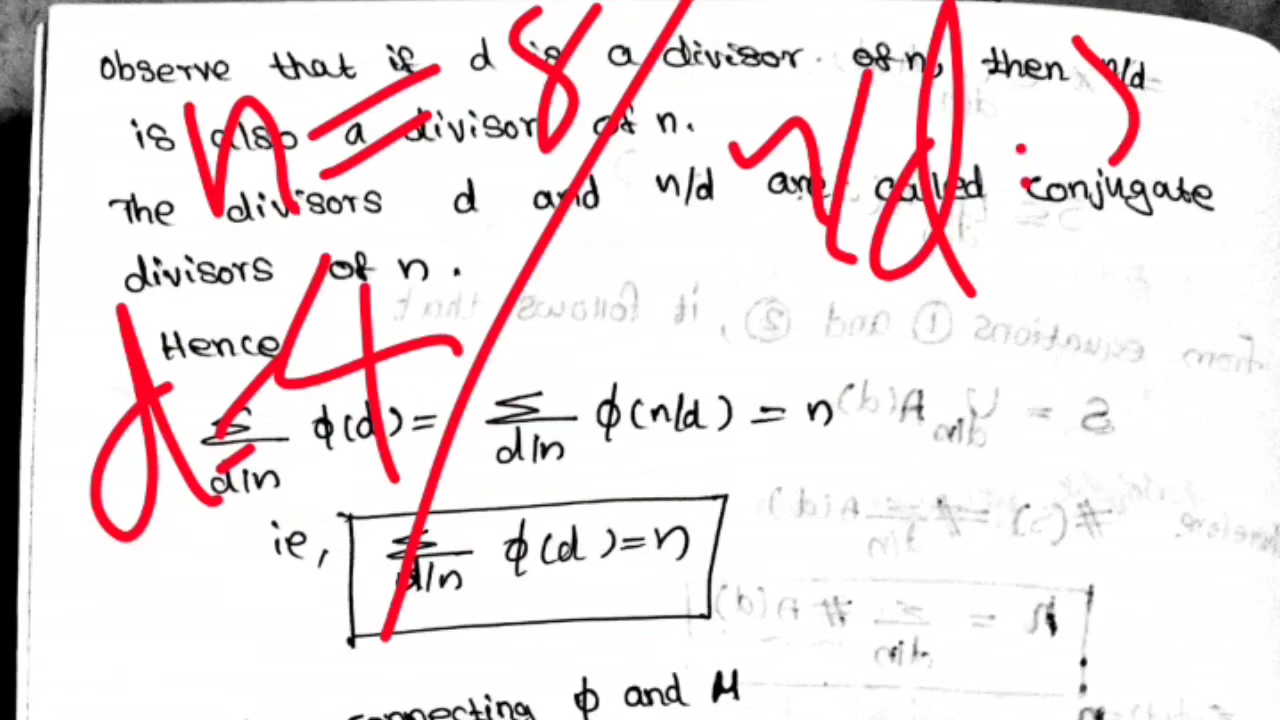 Observe that if d is a divisor of n, then n/d
is also a divisor of n.
The divisors d and n/d are called conjugate
divisors of n.
Hence
Σ ϕ(d) = Σ ϕ(n/d) = n
d/n d/n
ie, Σ ϕ(d) = n
d/n
connecting ϕ and μ
n = 8
n/d :)
d = 4